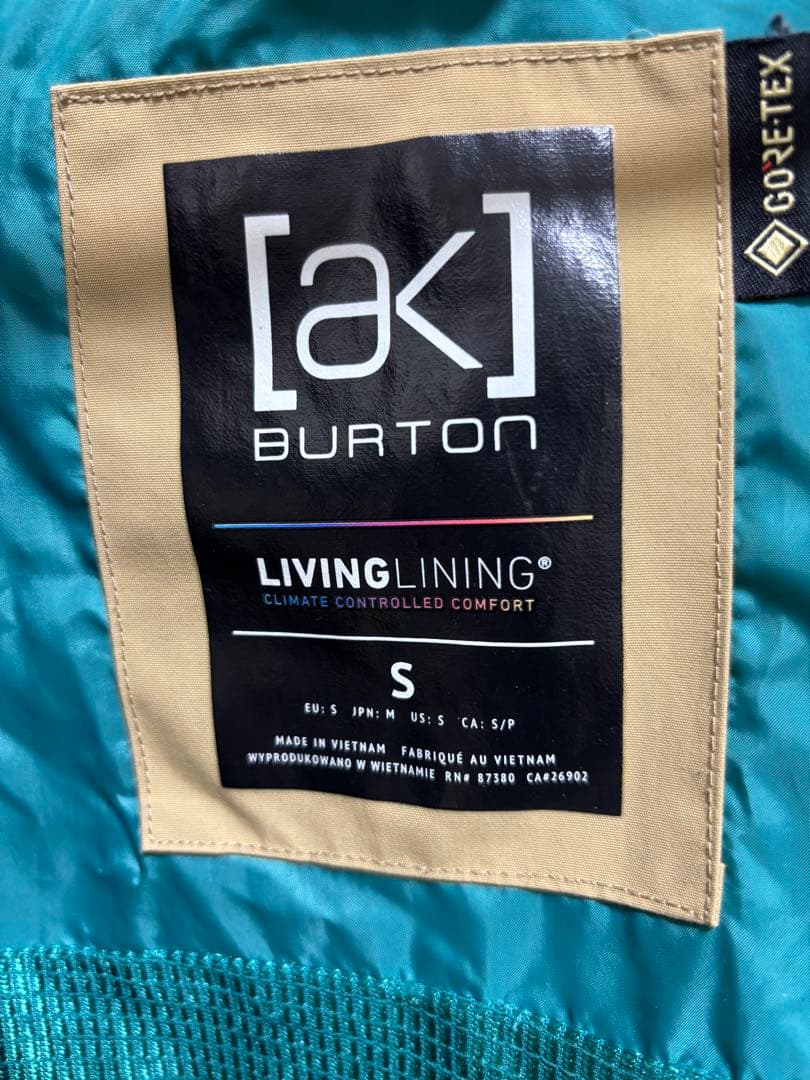 [ak]
BURTON
LIVINGLINING®
CLIMATE CONTROLLED COMFORT
S
EU: S JPN: M US: S CA: S/P
MADE IN VIETNAM FABRIQUÉ AU VIETNAM
WYPRODUKOWANO W WIETNAMIE RN# 87380 CA#26902
GORE-TEX